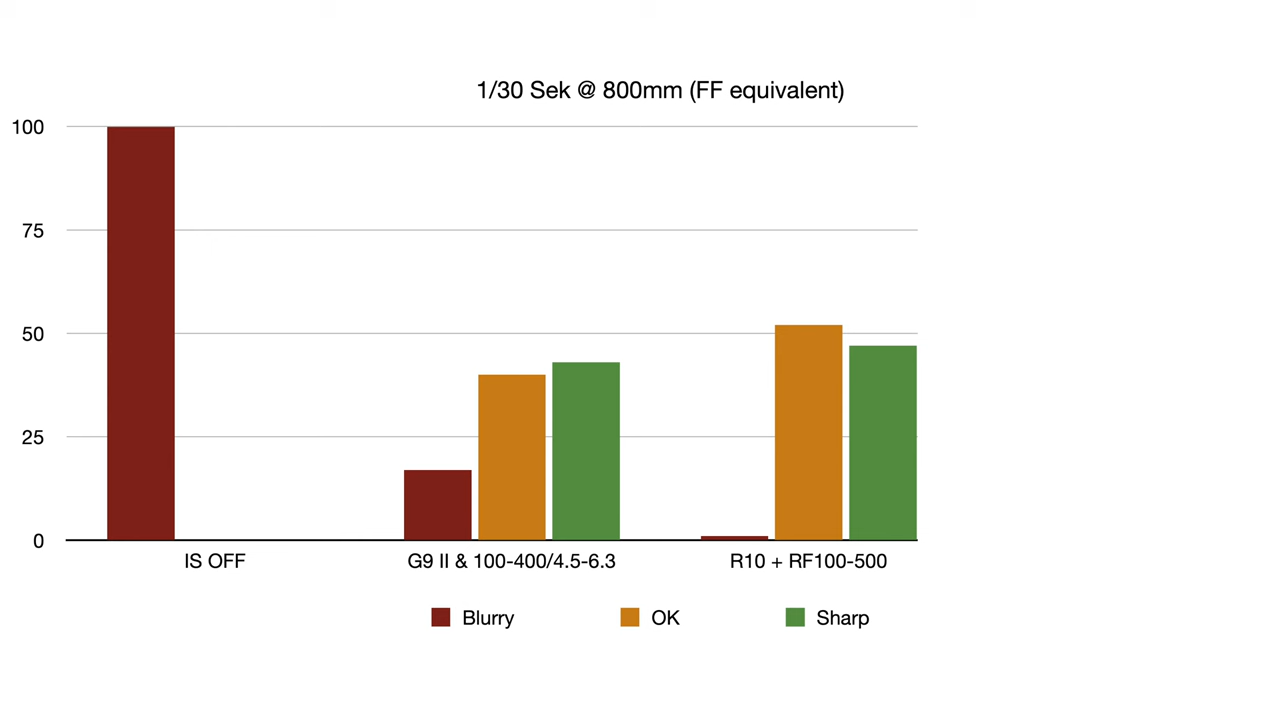 1/30 Sek @ 800mm (FF equivalent)
100
75
50
25
0
IS OFF G9 II & 100-400/4.5-6.3 R10 + RF100-500
Blurry OK Sharp